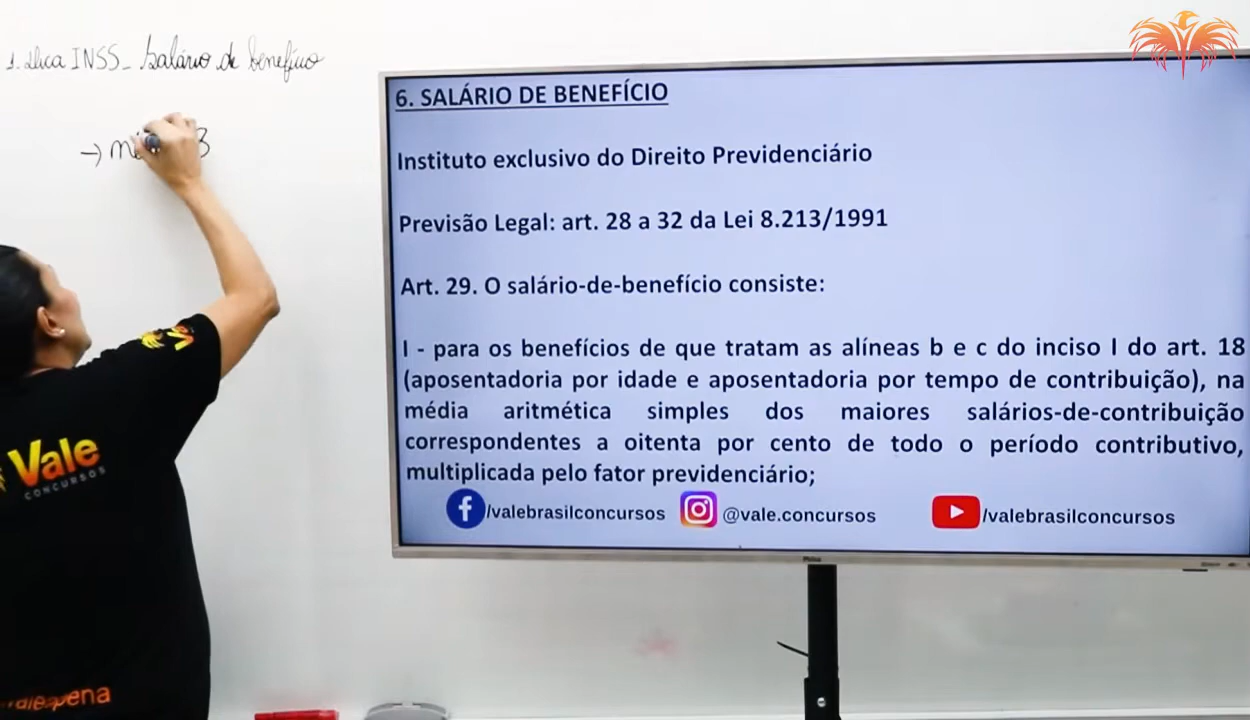 1. Dica INSS - Salário de benefício
6. SALÁRIO DE BENEFÍCIO
Instituto exclusivo do Direito Previdenciário
Previsão Legal: art. 28 a 32 da Lei 8.213/1991
Art. 29. O salário-de-benefício consiste:
I - para os benefícios de que tratam as alíneas b e c do inciso I do art. 18
(aposentadoria por idade e aposentadoria por tempo de contribuição), na
média aritmética simples dos maiores salários-de-contribuição
correspondentes a oitenta por cento de todo o período contributivo,
multiplicada pelo fator previdenciário;
/valebrasilconcursos @vale.concursos /valebrasilconcursos
Philco
Vale
CONCURSOS